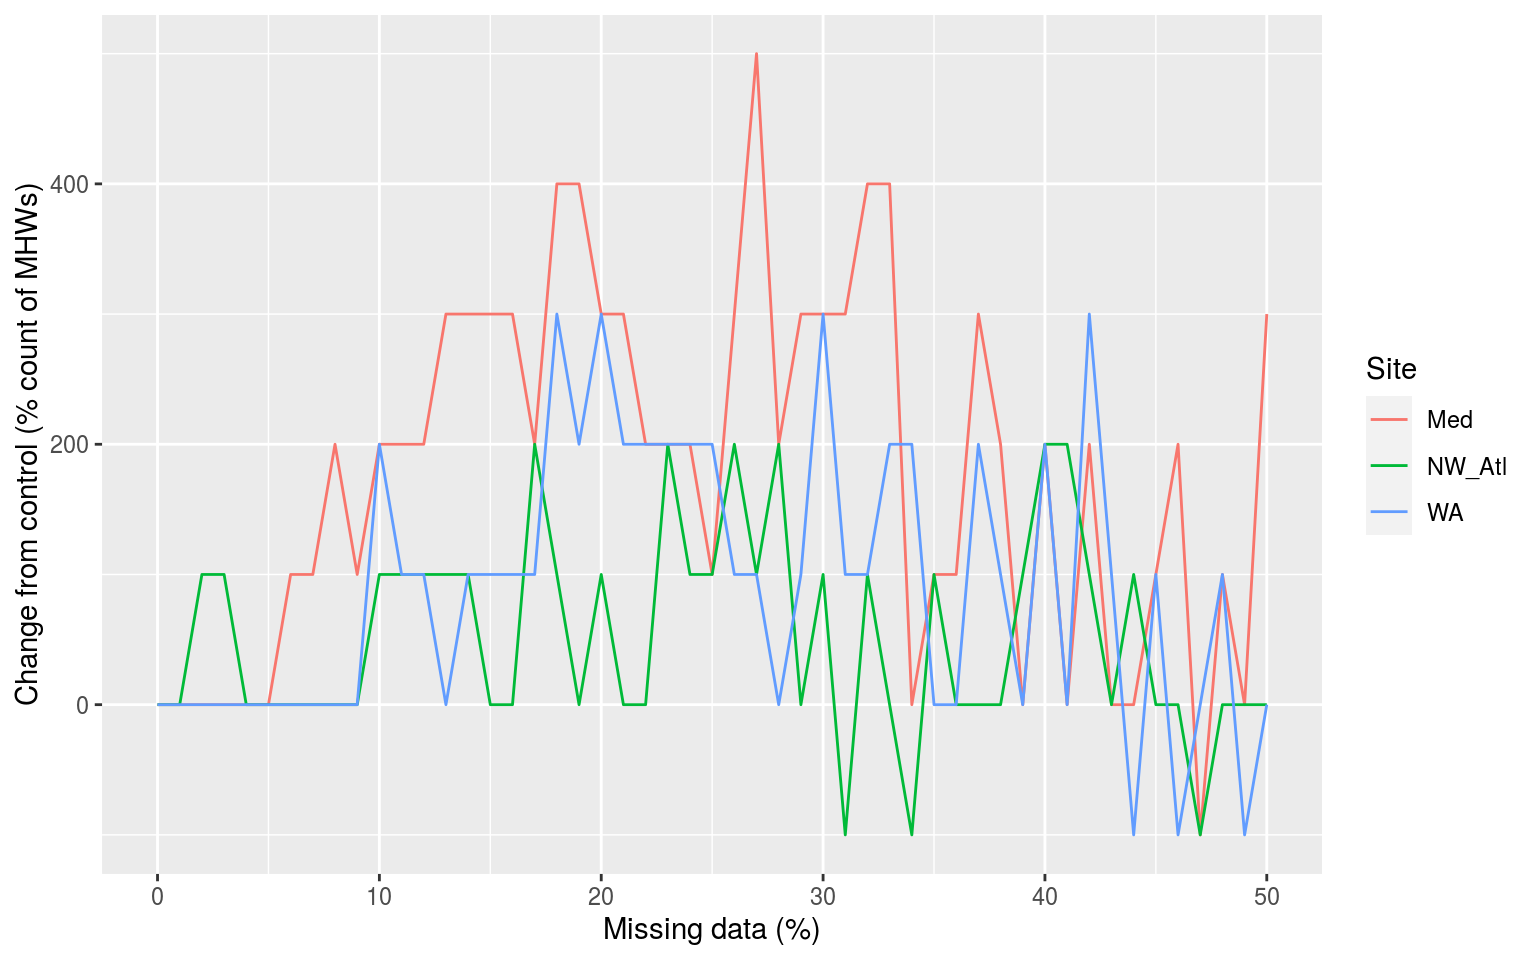 Change from control (% count of MHWs)
400
200
0
0
10
20
30
40
50
Missing data (%)
Site
Med
NW_Atl
WA